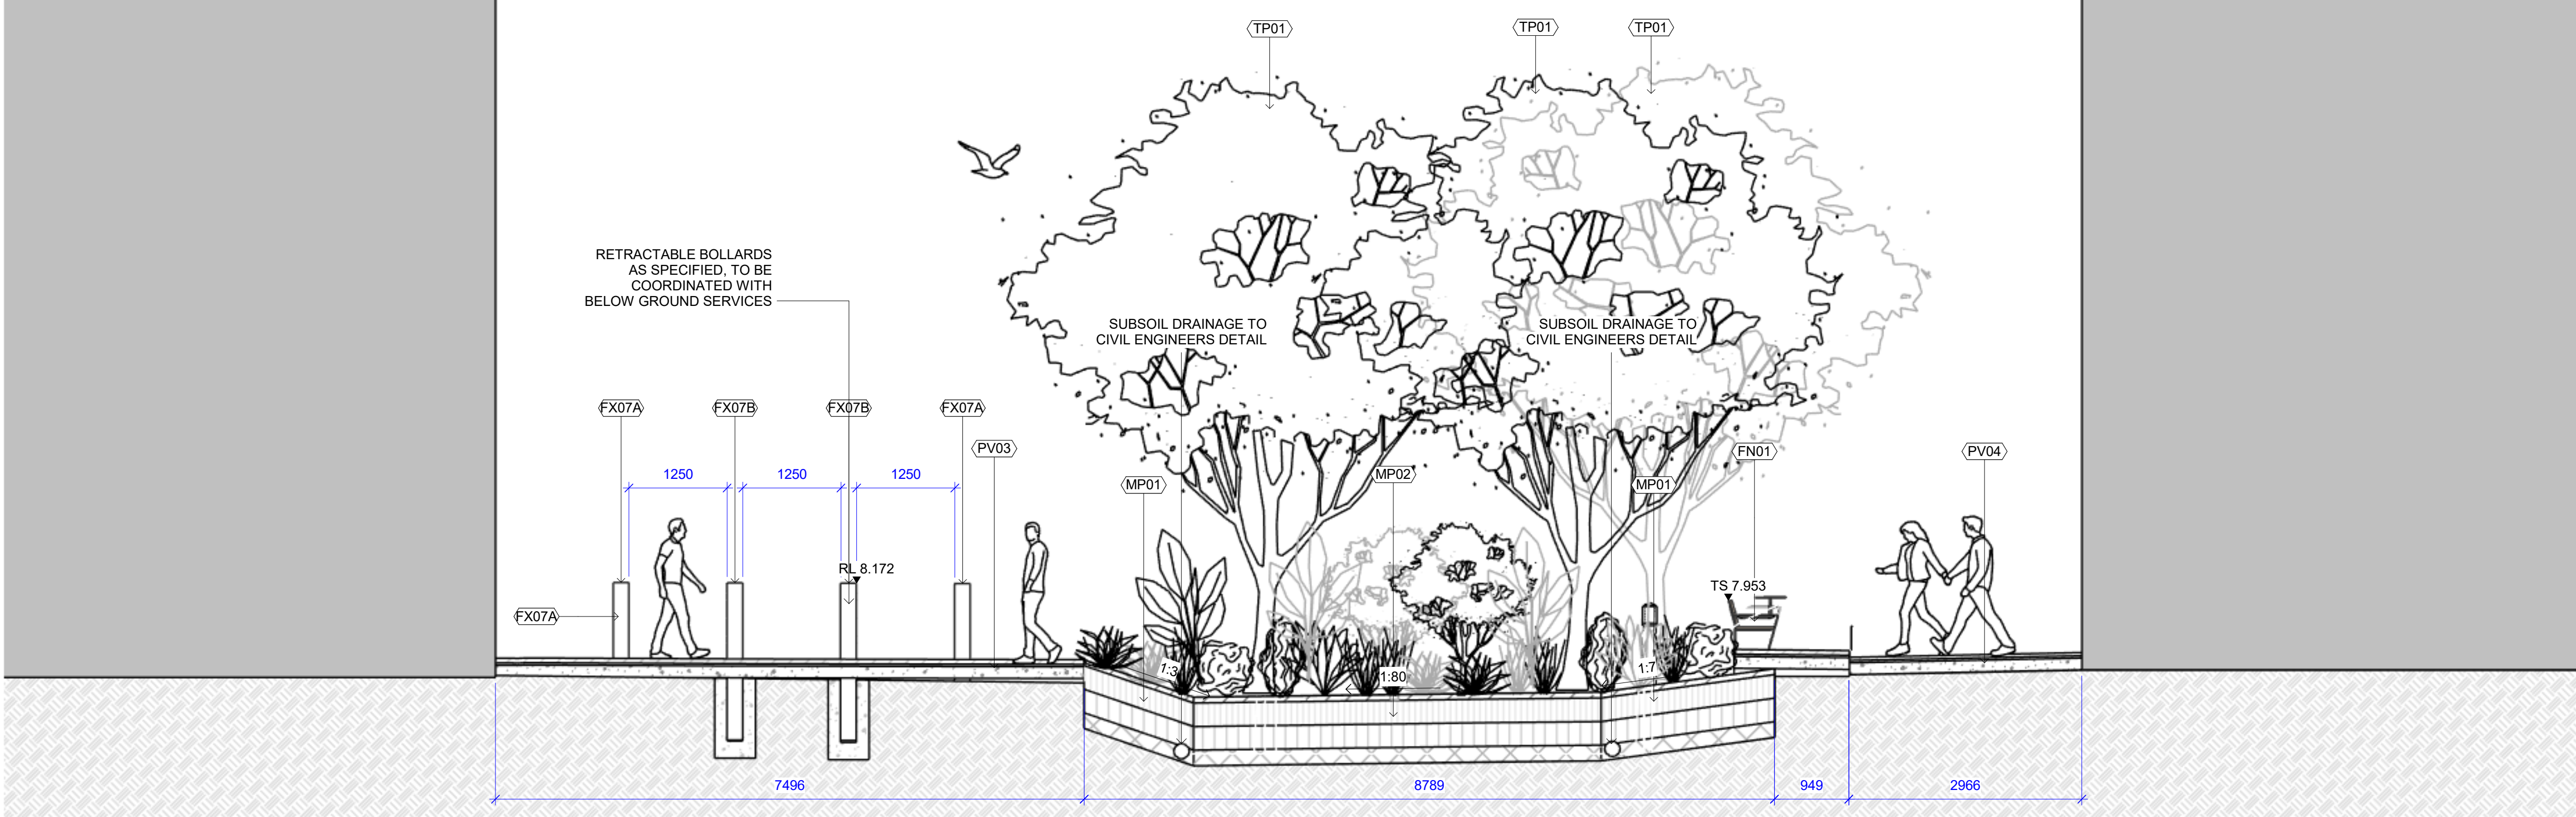 TP01
TP01
TP01
RETRACTABLE BOLLARDS
AS SPECIFIED, TO BE
COORDINATED WITH
BELOW GROUND SERVICES
SUBSOIL DRAINAGE TO
CIVIL ENGINEERS DETAIL
SUBSOIL DRAINAGE TO
CIVIL ENGINEERS DETAIL
FX07A
FX07B
FX07B
FX07A
PV03
FN01
PV04
1250
1250
1250
MP01
MP02
MP01
RL 8.172
TS 7.953
FX07A
1:3
1:80
1:7
7496
8789
949
2966